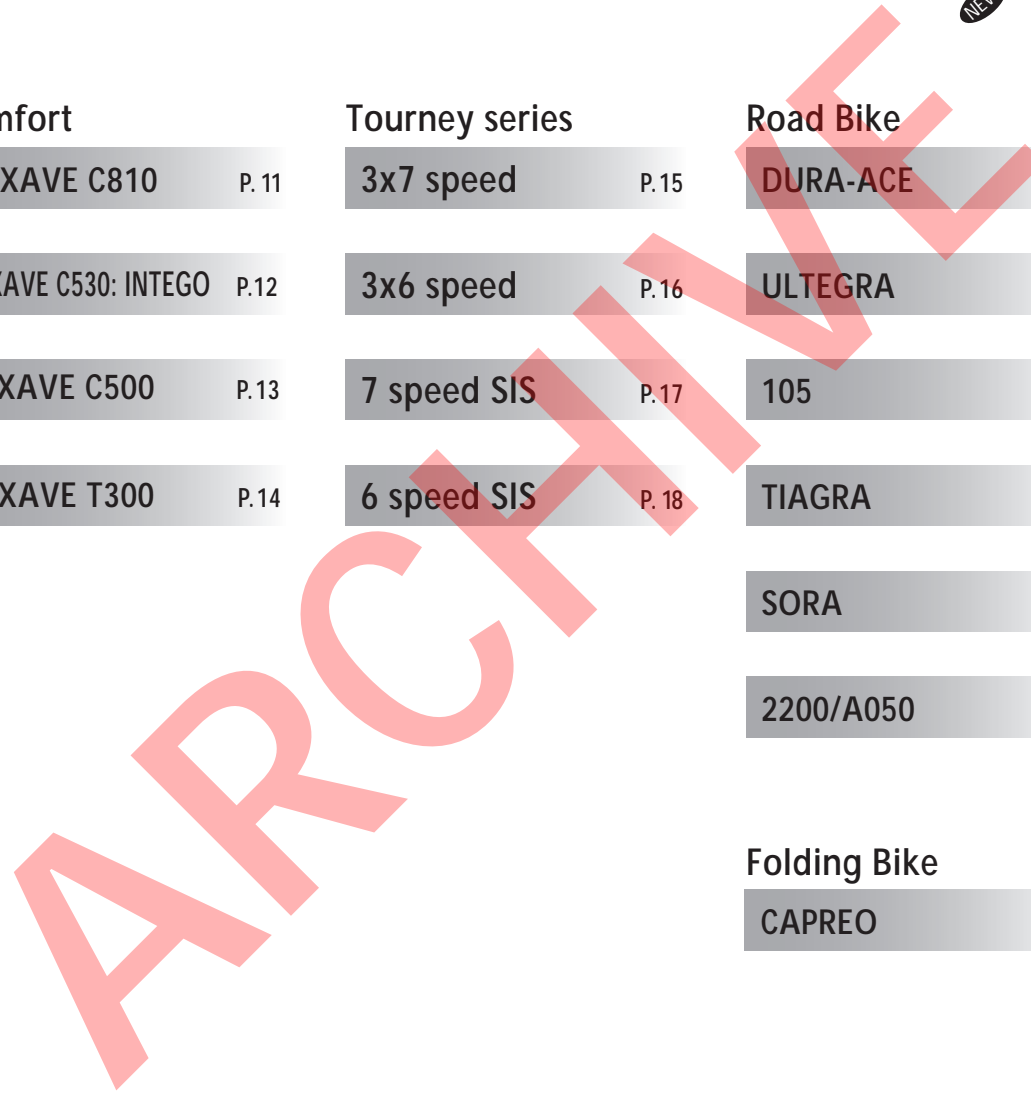 NEW
mfort
XAVE C810 P. 11
XAVE C530: INTEGO P.12
XAVE C500 P.13
XAVE T300 P.14
Tourney series
3x7 speed P.15
3x6 speed P.16
7 speed SIS P.17
6 speed SIS P. 18
Road Bike
DURA-ACE
ULTEGRA
105
TIAGRA
SORA
2200/A050
Folding Bike
CAPREO
ARCHIVE